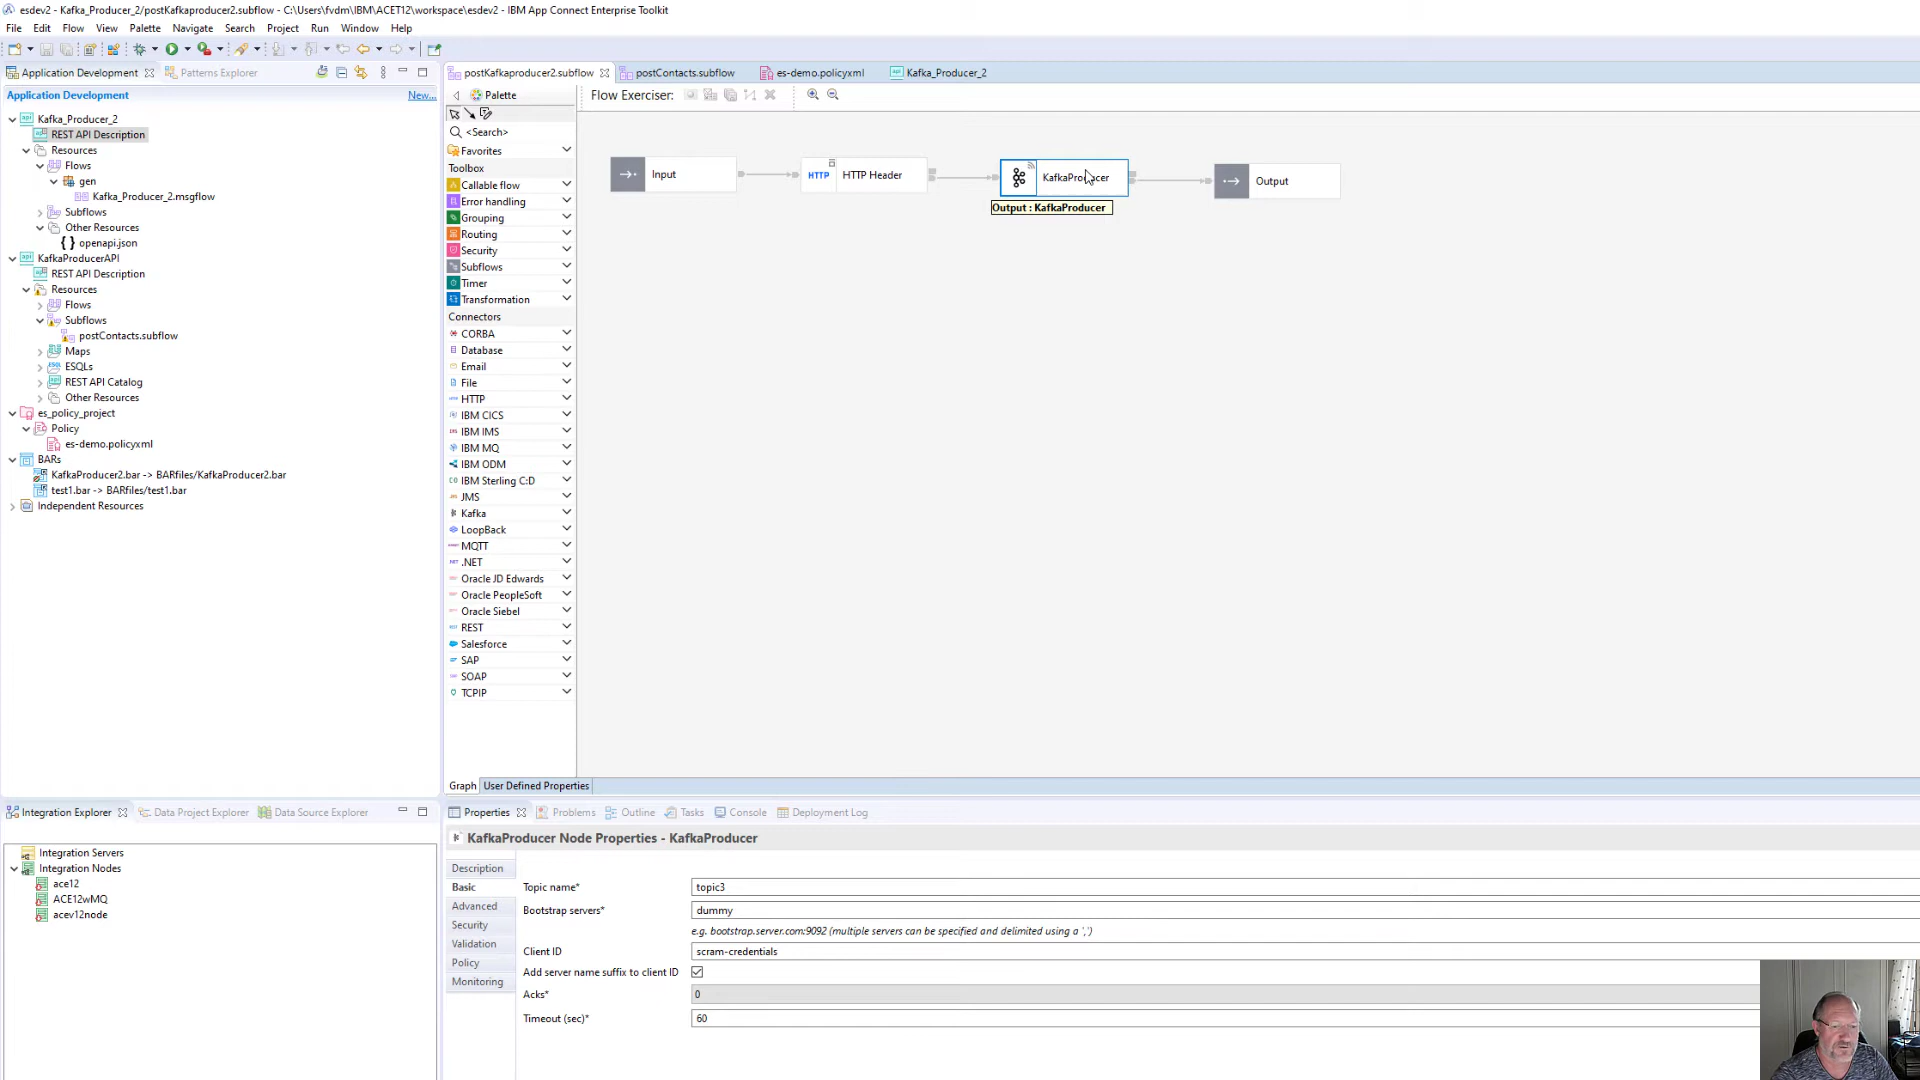 esdev2 - Kafka_Producer_2/postKafkaproducer2.subflow - C:\Users\fvdm\IBM\ACET12\workspace\esdev2 - IBM App Connect Enterprise Toolkit
File Edit Flow View Palette Navigate Search Project Run Window Help
Application Development
Patterns Explorer
Application Development
New...
Kafka_Producer_2
REST API Description
Resources
Flows
gen
Kafka_Producer_2.msgflow
Subflows
Other Resources
{ } openapi.json
KafkaProducerAPI
REST API Description
Resources
Flows
Subflows
postContacts.subflow
Maps
ESQLs
REST API Catalog
Other Resources
es_policy_project
Policy
es-demo.policyxml
BARs
KafkaProducer2.bar -> BARfiles/KafkaProducer2.bar
test1.bar -> BARfiles/test1.bar
Independent Resources
postKafkaproducer2.subflow
postContacts.subflow
es-demo.policyxml
Kafka_Producer_2
Palette
Flow Exerciser:
<Search>
Favorites
Toolbox
Callable flow
Error handling
Grouping
Routing
Security
Subflows
Timer
Transformation
Connectors
CORBA
Database
Email
File
HTTP
IBM CICS
IBM IMS
IBM MQ
IBM ODM
IBM Sterling C:D
JMS
Kafka
LoopBack
MQTT
.NET
Oracle JD Edwards
Oracle PeopleSoft
Oracle Siebel
REST
Salesforce
SAP
SOAP
TCPIP
Input
HTTP
HTTP Header
KafkaProducer
Output
Output : KafkaProducer
Graph
User Defined Properties
Integration Explorer
Data Project Explorer
Data Source Explorer
Integration Servers
Integration Nodes
ace12
ACE12wMQ
acev12node
Properties
Problems
Outline
Tasks
Console
Deployment Log
KafkaProducer Node Properties - KafkaProducer
Description
Basic
Advanced
Security
Validation
Policy
Monitoring
Topic name*
topic3
Bootstrap servers*
dummy
e.g. bootstrap.server.com:9092 (multiple servers can be specified and delimited using a ',')
Client ID
scram-credentials
Add server name suffix to client ID
Acks*
0
Timeout (sec)*
60